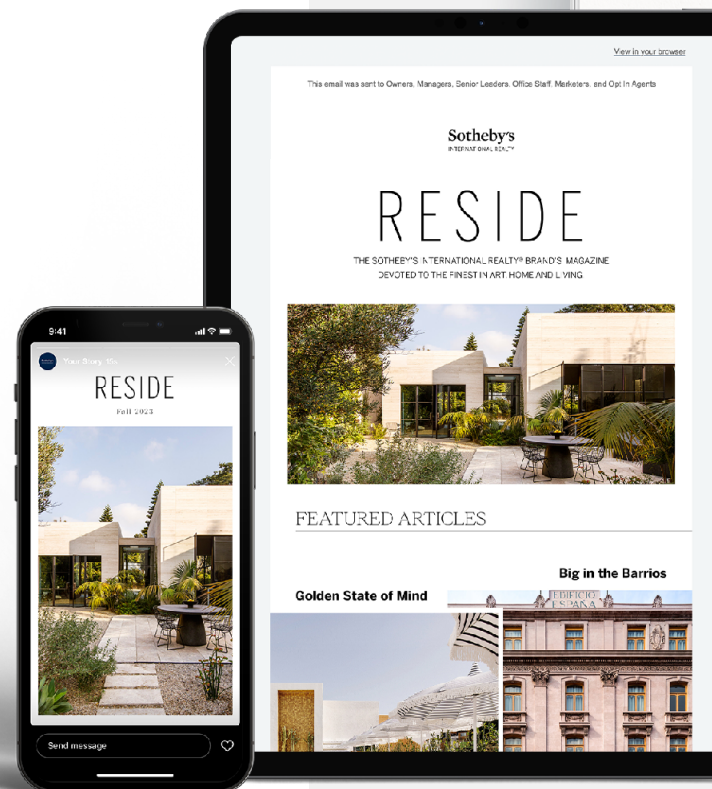 View in your browser
This email was sent to Owners, Managers, Senior Leaders, Office Staff, Marketers, and Opt In Agents
Sotheby's
INTERNATIONAL REALTY
RESIDE
THE SOTHEBY'S INTERNATIONAL REALTY® BRAND'S MAGAZINE
DEVOTED TO THE FINEST IN ART, HOME AND LIVING
FEATURED ARTICLES
Big in the Barrios
Golden State of Mind
EDIFICIO
ESPAÑA
9:41
Your Story
RESIDE
Fall 2023
Send message